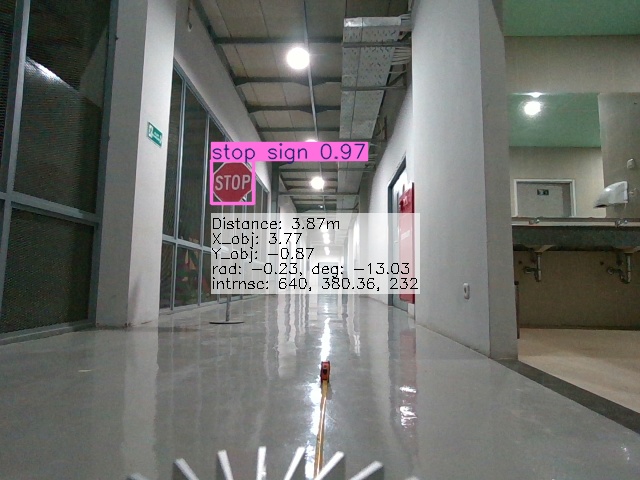 stop sign 0.97
STOP
Distance: 3.87m
X_obj: 3.77
Y_obj: -0.87
rad: -0.23, deg: -13.03
intrnsc: 640, 380.36, 232